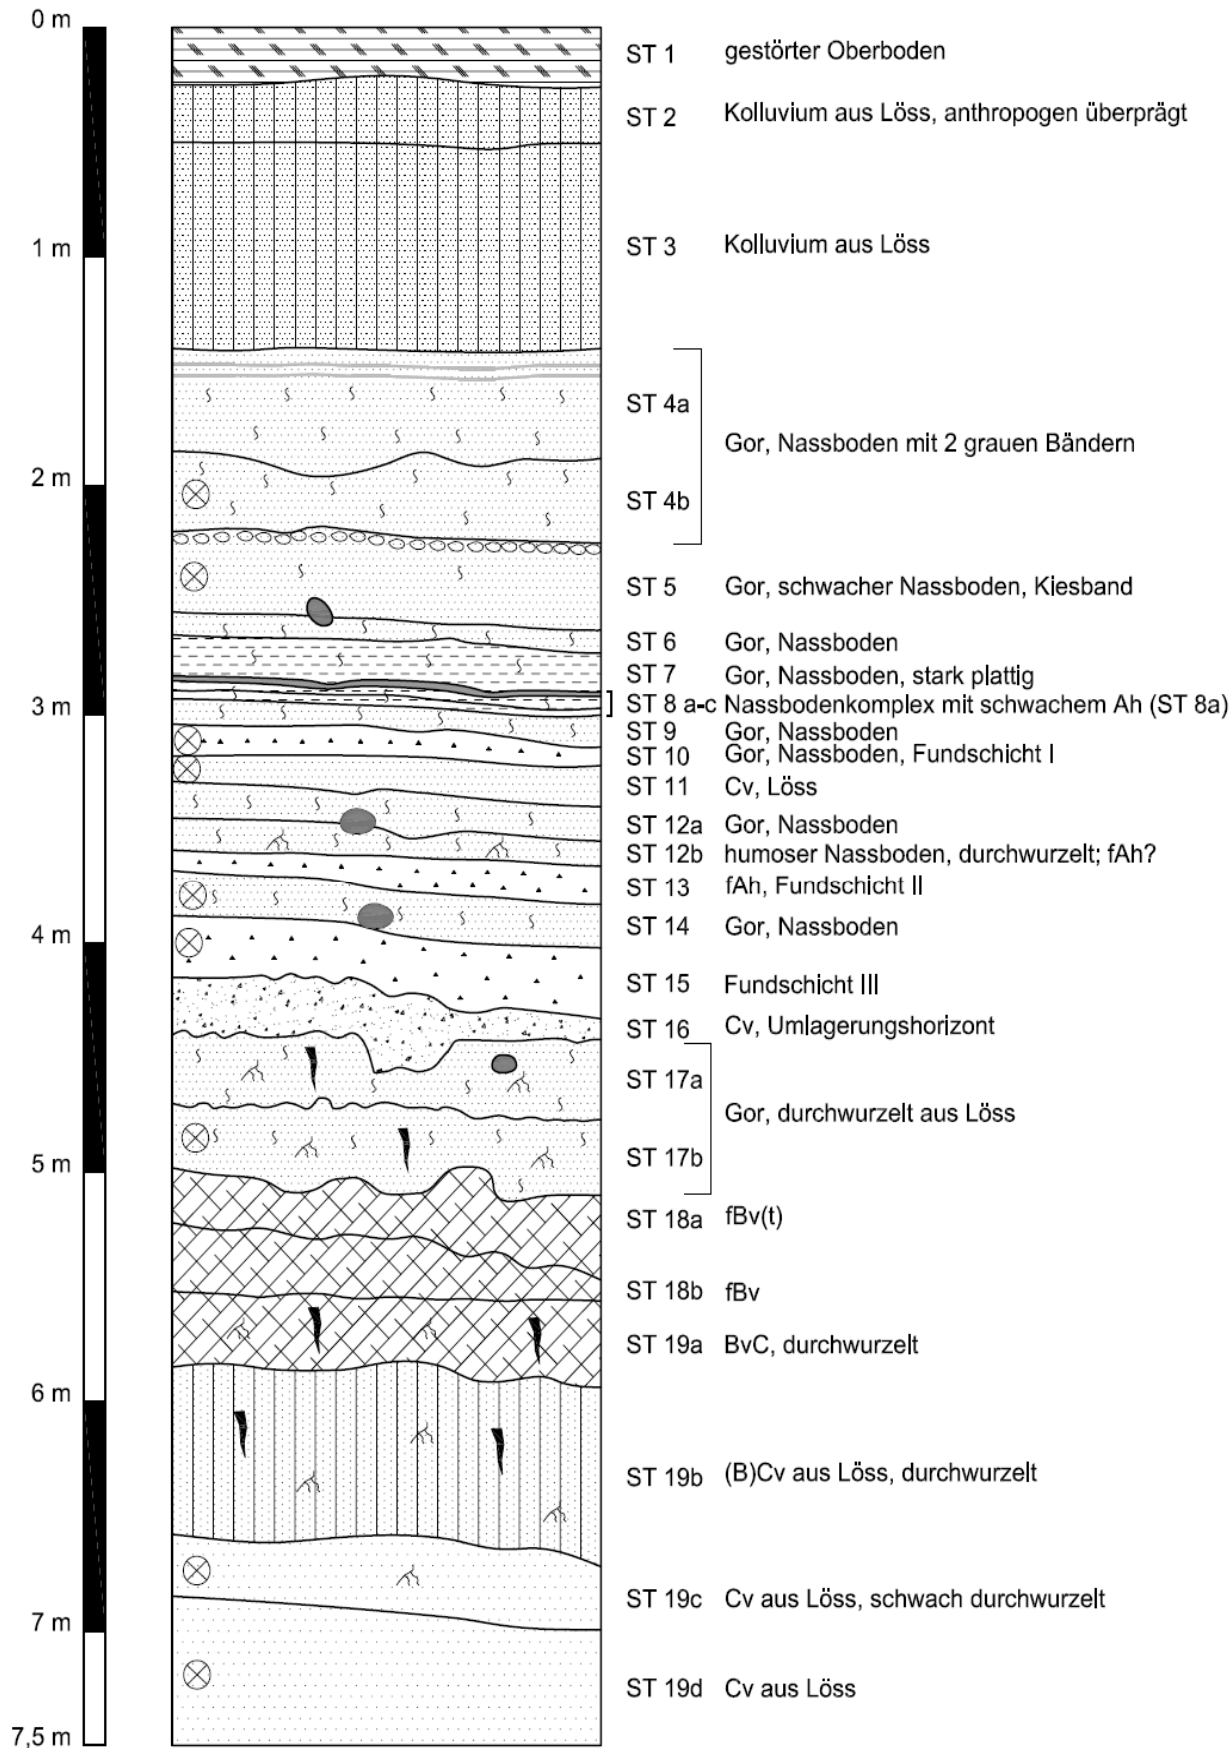 0 m
ST 1 gestörter Oberboden
ST 2 Kolluvium aus Löss, anthropogen überprägt
1 m
ST 3 Kolluvium aus Löss
ST 4a
Gor, Nassboden mit 2 grauen Bändern
2 m
ST 4b
ST 5 Gor, schwacher Nassboden, Kiesband
ST 6 Gor, Nassboden
ST 7 Gor, Nassboden, stark plattig
3 m
ST 8 a-c Nassbodenkomplex mit schwachem Ah (ST 8a)
ST 9 Gor, Nassboden
ST 10 Gor, Nassboden, Fundschicht I
ST 11 Cv, Löss
ST 12a Gor, Nassboden
ST 12b humoser Nassboden, durchwurzelt; fAh?
ST 13 fAh, Fundschicht II
4 m
ST 14 Gor, Nassboden
ST 15 Fundschicht III
ST 16 Cv, Umlagerungshorizont
ST 17a
Gor, durchwurzelt aus Löss
5 m
ST 17b
ST 18a fBv(t)
ST 18b fBv
ST 19a BvC, durchwurzelt
6 m
ST 19b (B)Cv aus Löss, durchwurzelt
ST 19c Cv aus Löss, schwach durchwurzelt
7 m
ST 19d Cv aus Löss
7,5 m